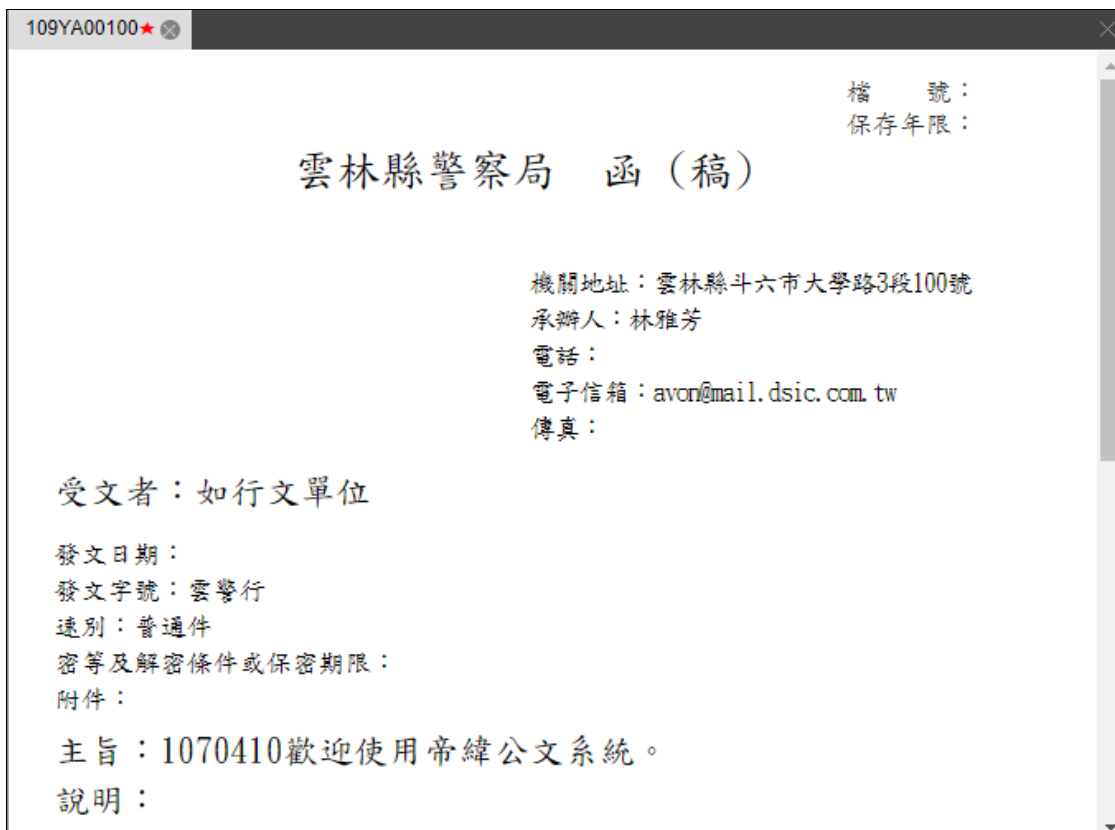 109YA00100★
檔　　號：
保存年限：
雲林縣警察局　函（稿）
機關地址：雲林縣斗六市大學路3段100號
承辦人：林雅芳
電話：
電子信箱：avon@mail.dsic.com.tw
傳真：
受文者：如行文單位
發文日期：
發文字號：雲警行
速別：普通件
密等及解密條件或保密期限：
附件：
主旨：1070410歡迎使用帝緯公文系統。
說明：